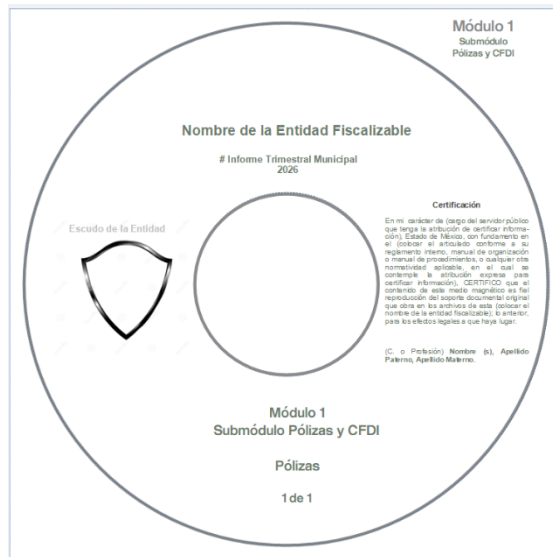 Módulo 1
Submódulo
Pólizas y CFDI
Nombre de la Entidad Fiscalizable
# Informe Trimestral Municipal
2026
Escudo de la Entidad
Certificación
En mi carácter de (cargo del servidor público
que tenga la atribución de certificar informa-
ción), Estado de México, con fundamento en
el (colocar el articulado conforme a su
reglamento interno, manual de organización
o manual de procedimientos, o cualquier otra
normatividad aplicable, en el cual se
contemple la atribución expresa para
certificar información), CERTIFICO que el
contenido de este medio magnético es fiel
reproducción del soporte documental original
que obra en los archivos de esta (colocar el
nombre de la entidad fiscalizable); lo anterior,
para los efectos legales a que haya lugar.
(C. o Profesión) Nombre (s), Apellido
Paterno, Apellido Materno.
Módulo 1
Submódulo Pólizas y CFDI
Pólizas
1 de 1